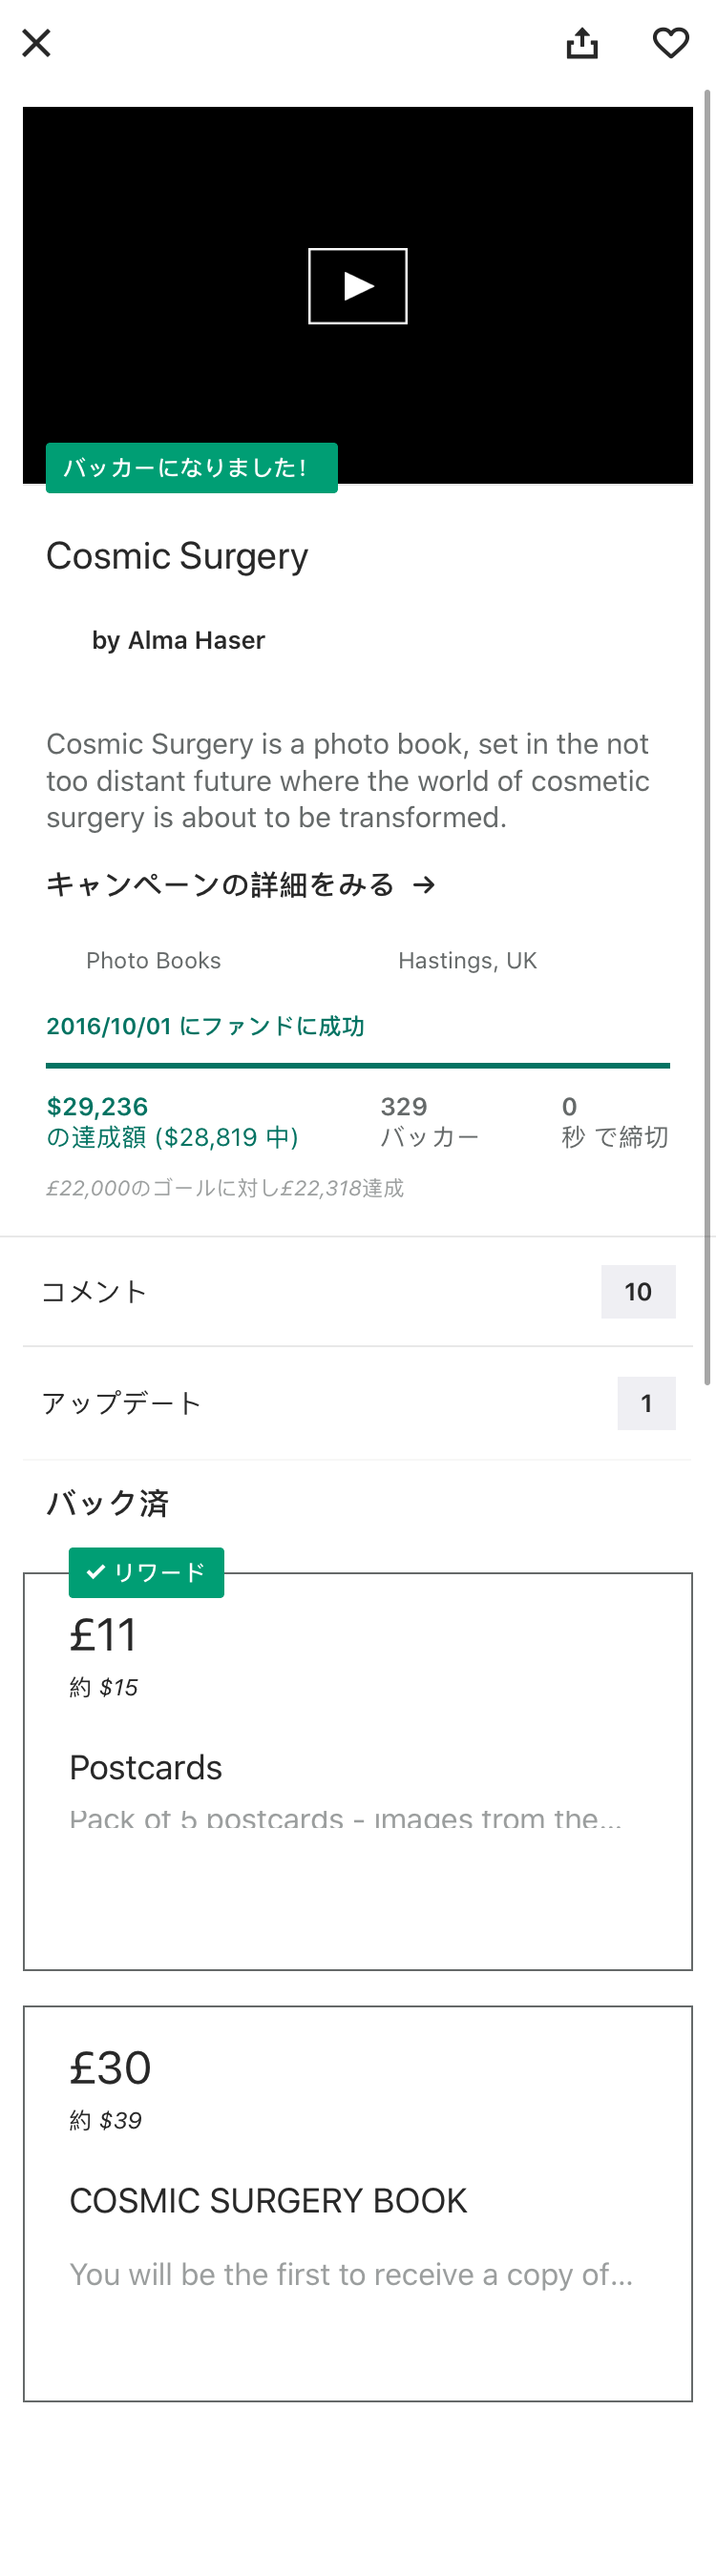 バッカーになりました!
Cosmic Surgery
by Alma Haser
Cosmic Surgery is a photo book, set in the not
too distant future where the world of cosmetic
surgery is about to be transformed.
キャンペーンの詳細をみる →
Photo Books
Hastings, UK
2016/10/01 にファンドに成功
$29,236
の達成額 ($28,819 中)
329
バッカー
0
秒 で締切
£22,000のゴールに対し£22,318達成
コメント
10
アップデート
1
バック済
✓ リワード
£11
約 $15
Postcards
Pack of 5 postcards - images from the...
£30
約 $39
COSMIC SURGERY BOOK
You will be the first to receive a copy of...